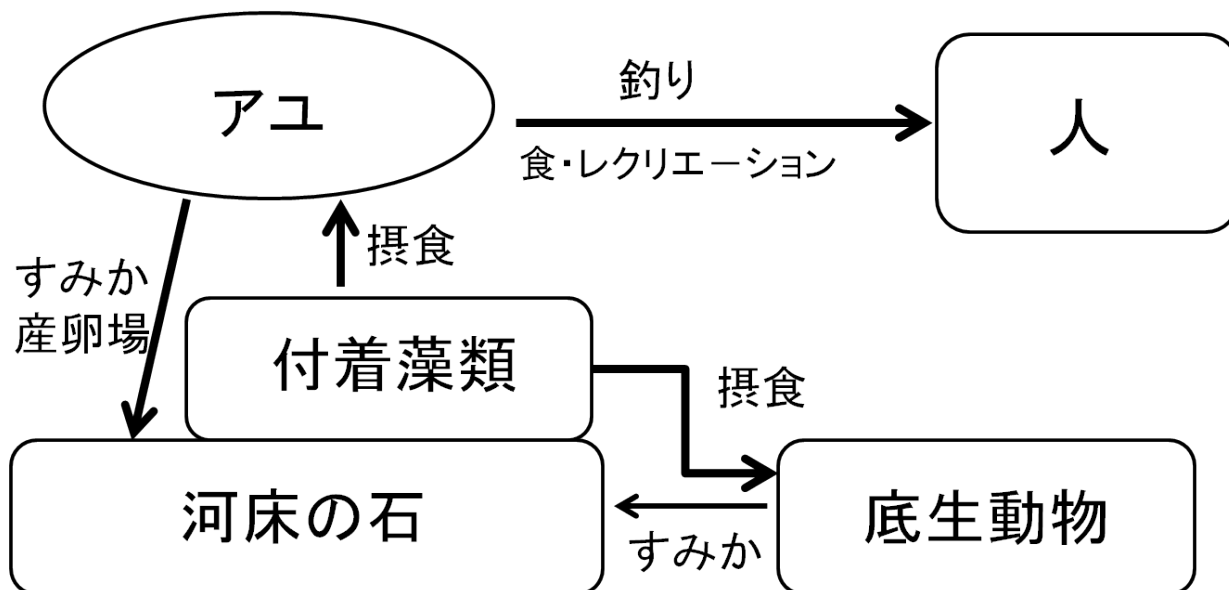 アユ
釣り
食・レクリエーション
人
摂食
すみか
産卵場
付着藻類
摂食
河床の石
すみか
底生動物